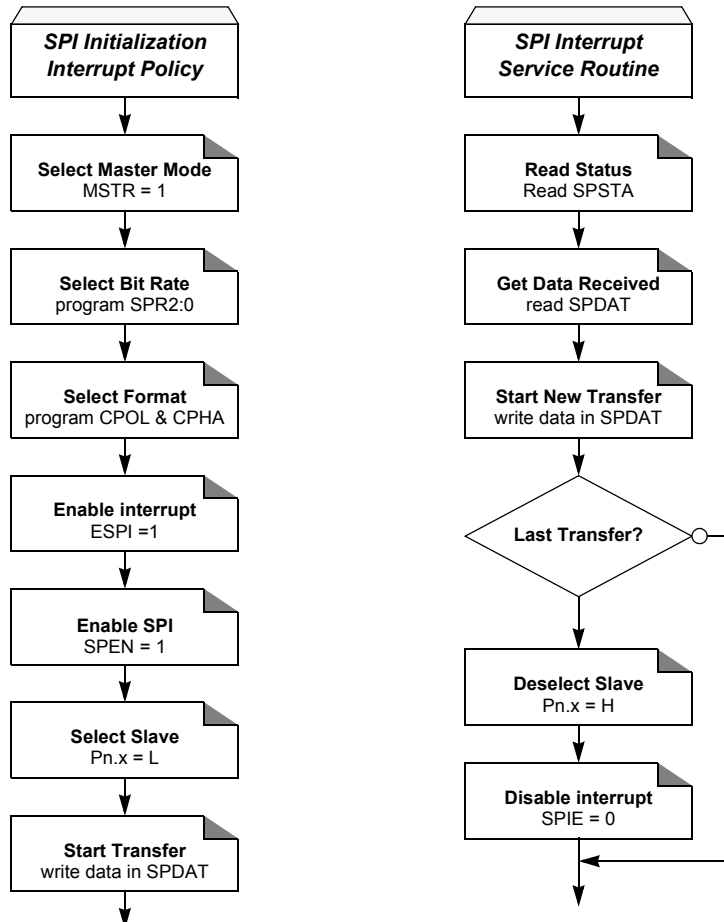 SPI Initialization
Interrupt Policy
Select Master Mode
MSTR = 1
Select Bit Rate
program SPR2:0
Select Format
program CPOL & CPHA
Enable interrupt
ESPI =1
Enable SPI
SPEN = 1
Select Slave
Pn.x = L
Start Transfer
write data in SPDAT
SPI Interrupt
Service Routine
Read Status
Read SPSTA
Get Data Received
read SPDAT
Start New Transfer
write data in SPDAT
Last Transfer?
Deselect Slave
Pn.x = H
Disable interrupt
SPIE = 0